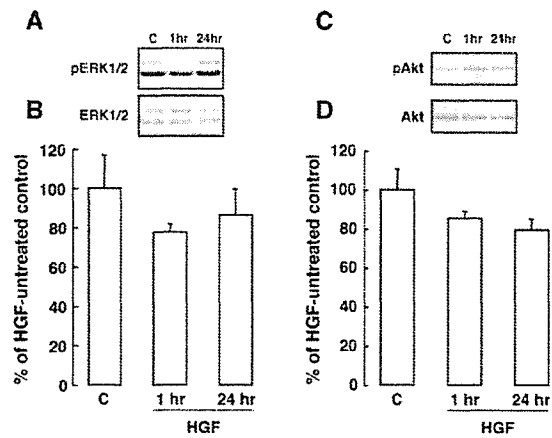 A
C 1hr 24hr
pERK1/2
B
ERK1/2
120
100
80
60
40
20
0
% of HGF-untreated control
C
1 hr
24 hr
HGF
C
C 1hr 21hr
pAkt
D
Akt
120
100
80
60
40
20
0
% of HGF-untreated control
C
1 hr
24 hr
HGF